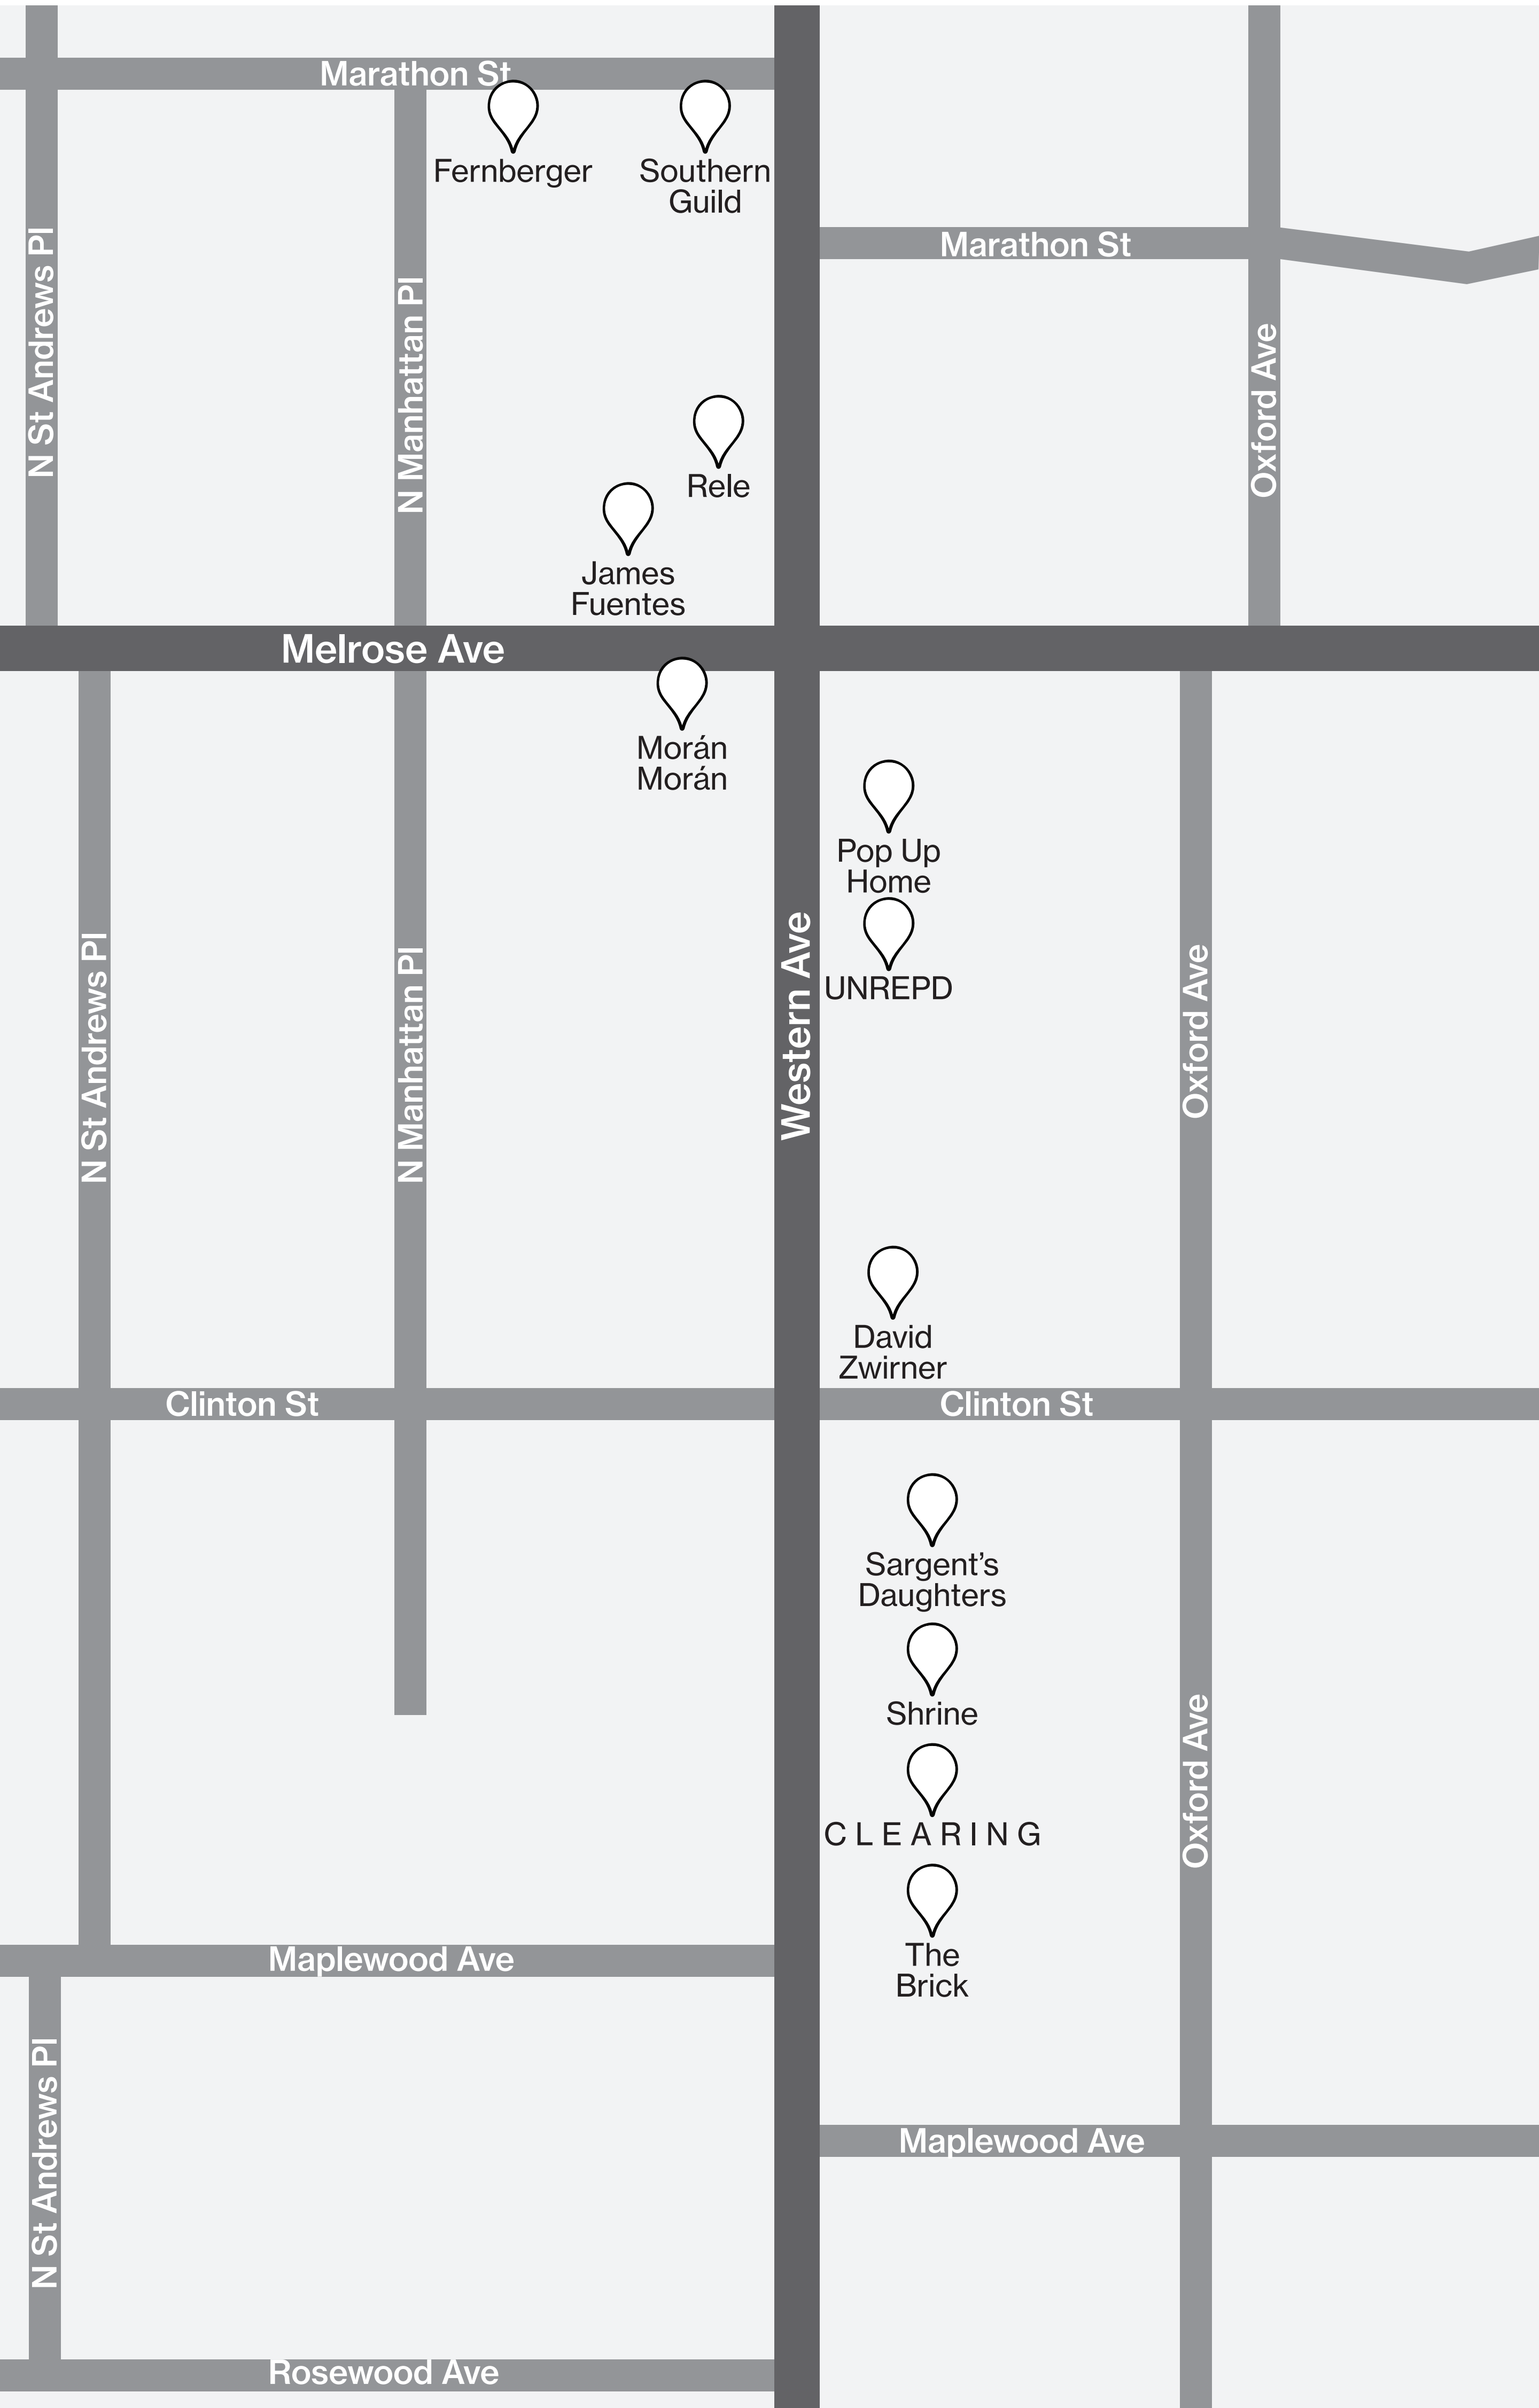 Marathon St
Fernberger
Southern
Guild
Marathon St
N St Andrews Pl
N Manhattan Pl
Oxford Ave
Rele
James
Fuentes
Melrose Ave
Morán
Morán
Pop Up
Home
UNREPD
Western Ave
N St Andrews Pl
N Manhattan Pl
Oxford Ave
David
Zwirner
Clinton St
Clinton St
Sargent’s
Daughters
Shrine
C L E A R I N G
Oxford Ave
The
Brick
Maplewood Ave
Maplewood Ave
N St Andrews Pl
Rosewood Ave